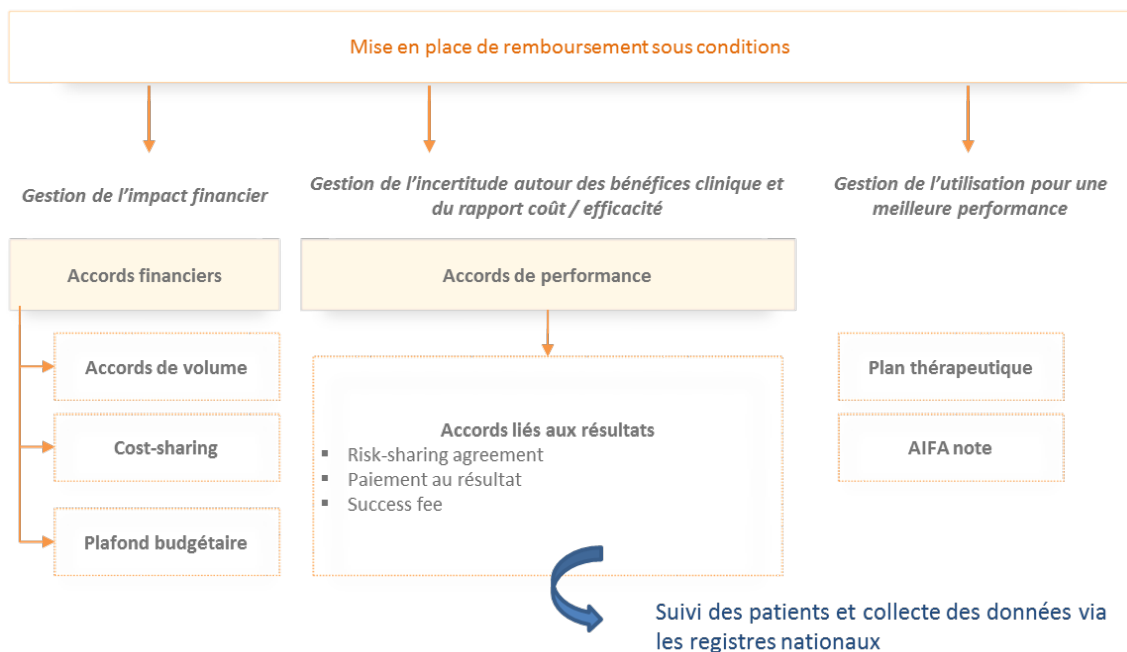 Mise en place de remboursement sous conditions
Gestion de l'impact financier
Gestion de l'incertitude autour des bénéfices clinique et
du rapport coût / efficacité
Gestion de l'utilisation pour une
meilleure performance
Accords financiers
Accords de performance
Accords de volume
Cost-sharing
Plafond budgétaire
Accords liés aux résultats
▪ Risk-sharing agreement
▪ Paiement au résultat
▪ Success fee
Plan thérapeutique
AIFA note
Suivi des patients et collecte des données via
les registres nationaux